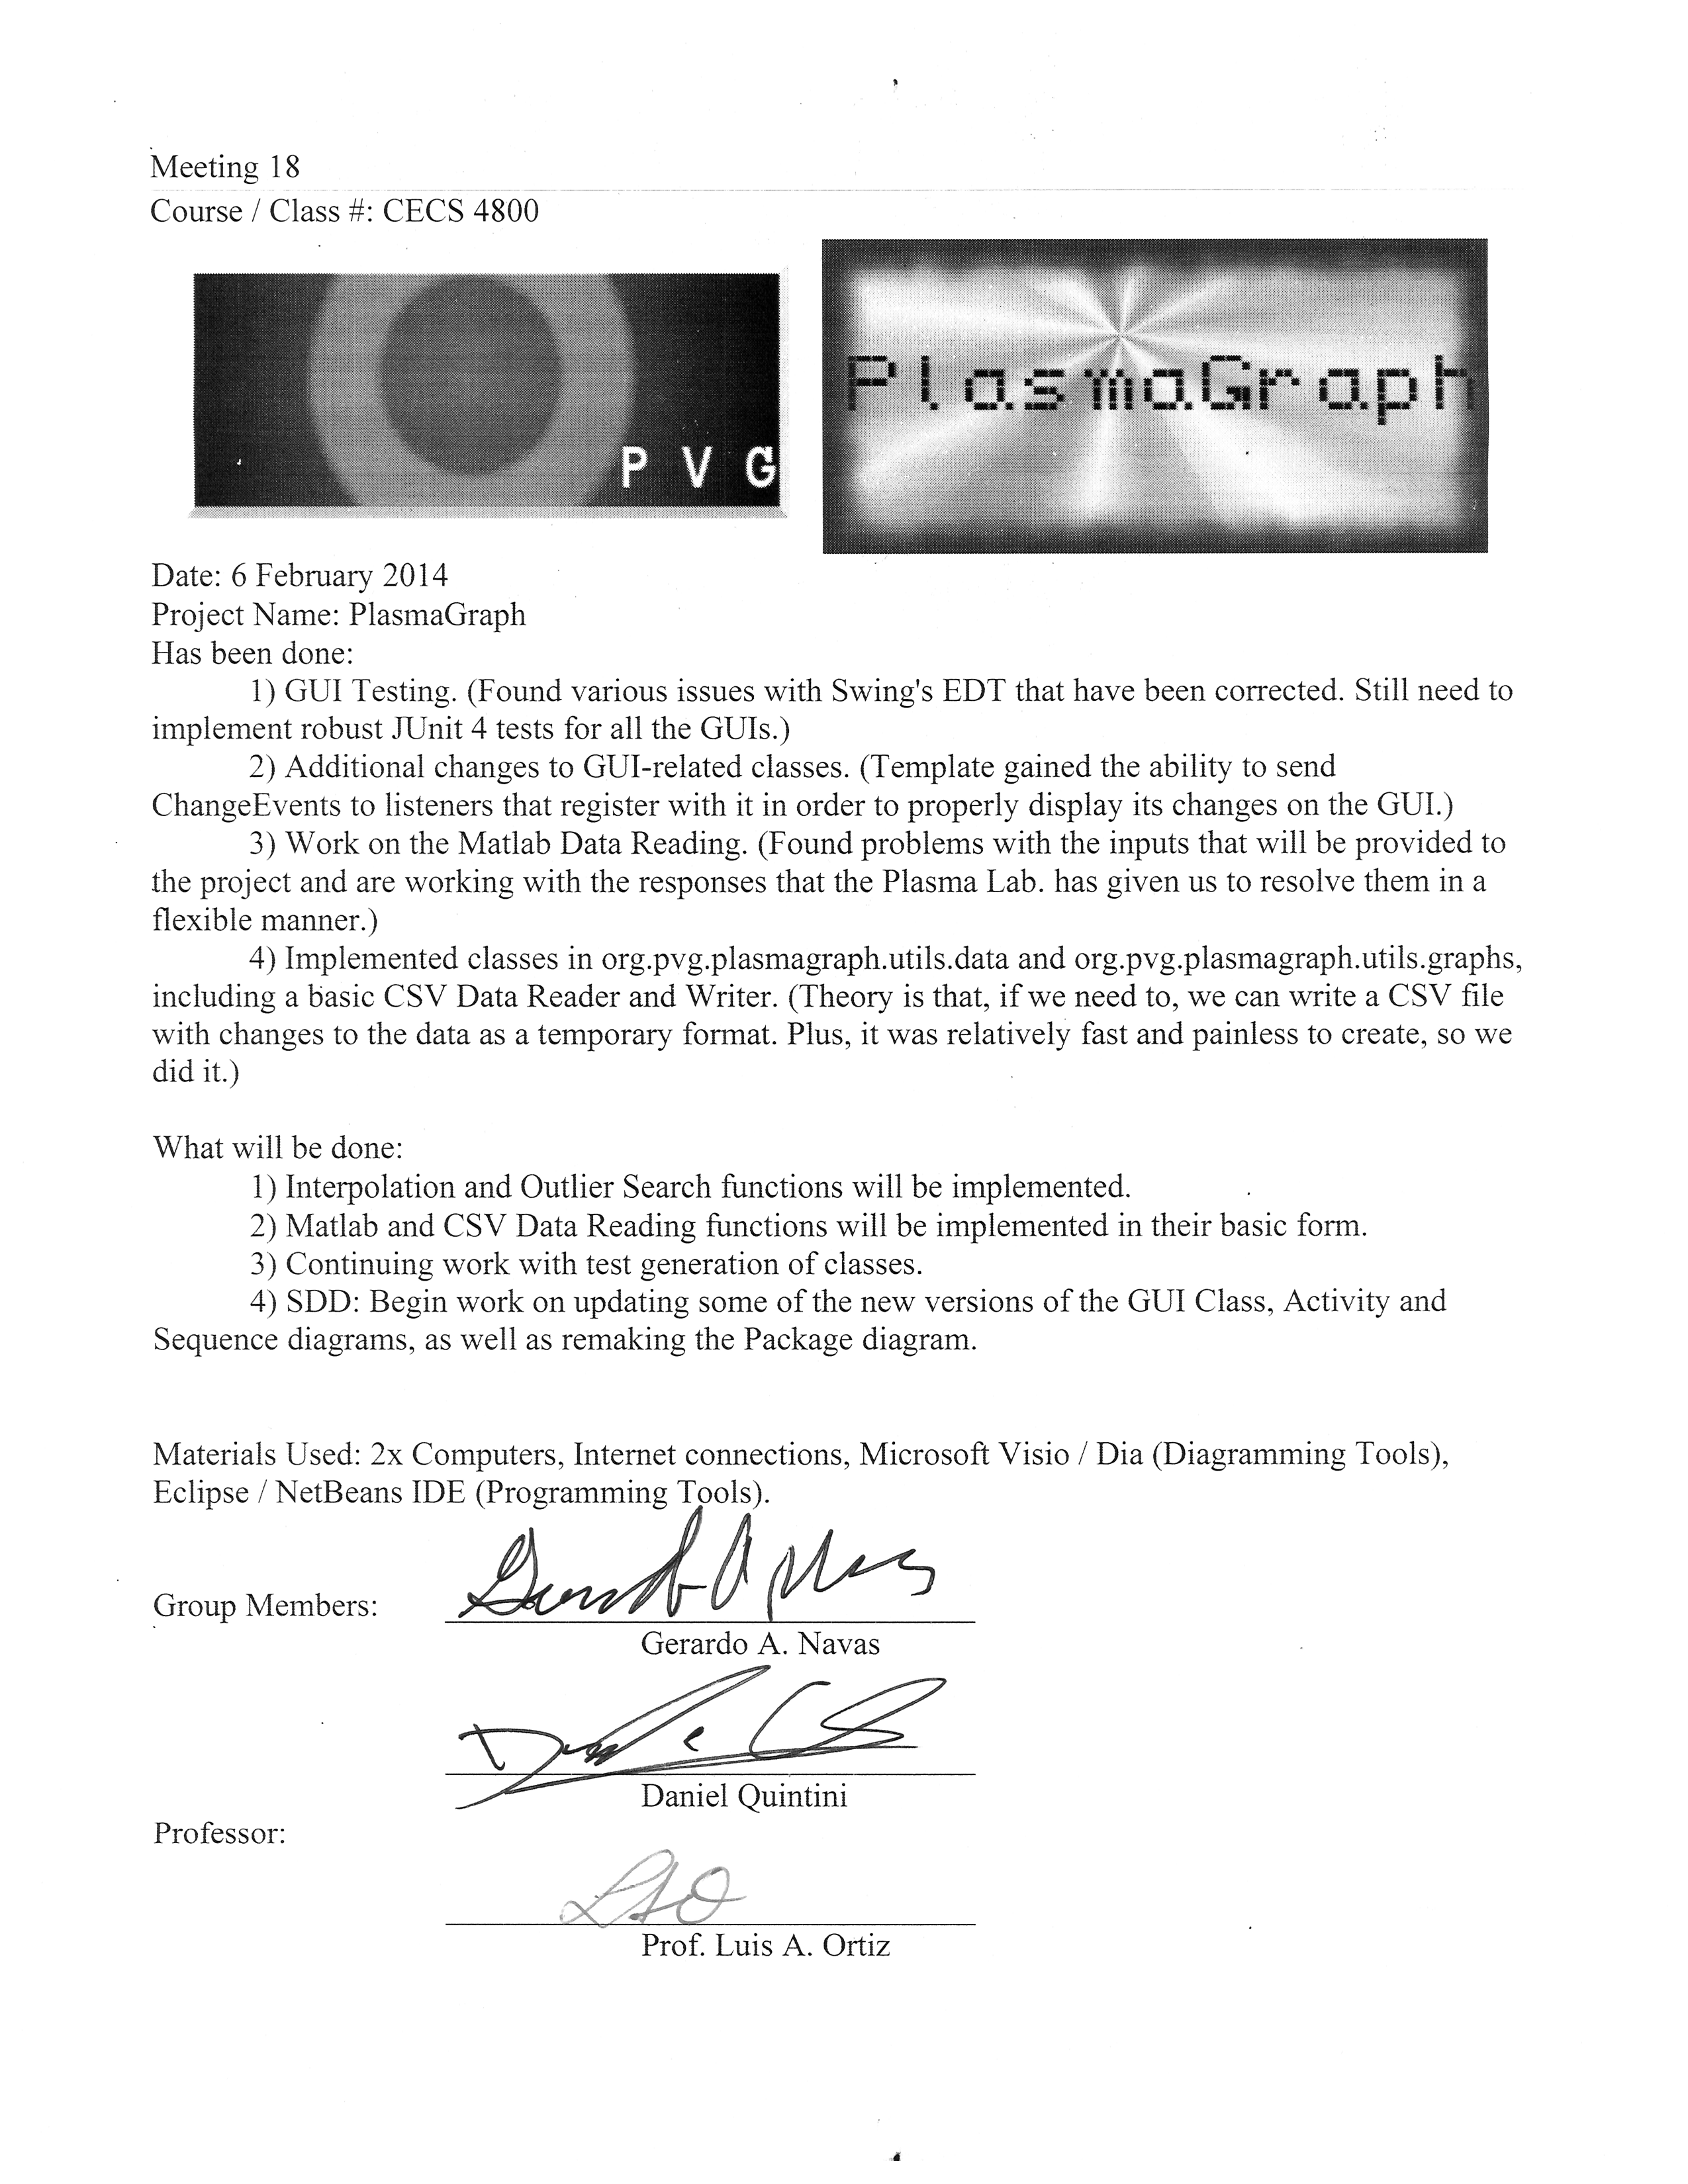 Meeting 18
Course / Class #: CECS 4800
P V G
PlasmaGraph
Date: 6 February 2014
Project Name: PlasmaGraph
Has been done:
1) GUI Testing. (Found various issues with Swing's EDT that have been corrected. Still need to
implement robust JUnit 4 tests for all the GUIs.)
2) Additional changes to GUI-related classes. (Template gained the ability to send
ChangeEvents to listeners that register with it in order to properly display its changes on the GUI.)
3) Work on the Matlab Data Reading. (Found problems with the inputs that will be provided to
the project and are working with the responses that the Plasma Lab. has given us to resolve them in a
flexible manner.)
4) Implemented classes in org.pvg.plasmagraph.utils.data and org.pvg.plasmagraph.utils.graphs,
including a basic CSV Data Reader and Writer. (Theory is that, if we need to, we can write a CSV file
with changes to the data as a temporary format. Plus, it was relatively fast and painless to create, so we
did it.)
What will be done:
1) Interpolation and Outlier Search functions will be implemented.
2) Matlab and CSV Data Reading functions will be implemented in their basic form.
3) Continuing work with test generation of classes.
4) SDD: Begin work on updating some of the new versions of the GUI Class, Activity and
Sequence diagrams, as well as remaking the Package diagram.
Materials Used: 2x Computers, Internet connections, Microsoft Visio / Dia (Diagramming Tools),
Eclipse / NetBeans IDE (Programming Tools).
Group Members:
Gerardo A. Navas
Daniel Quintini
Professor:
Prof. Luis A. Ortiz